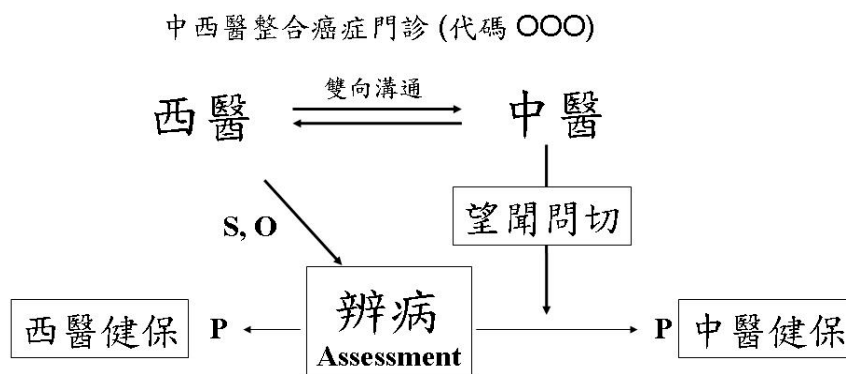 中西醫整合癌症門診 (代碼 OOO)
雙向溝通
西醫
中醫
望聞問切
S, O
辨病
Assessment
西醫健保
P
P
中醫健保